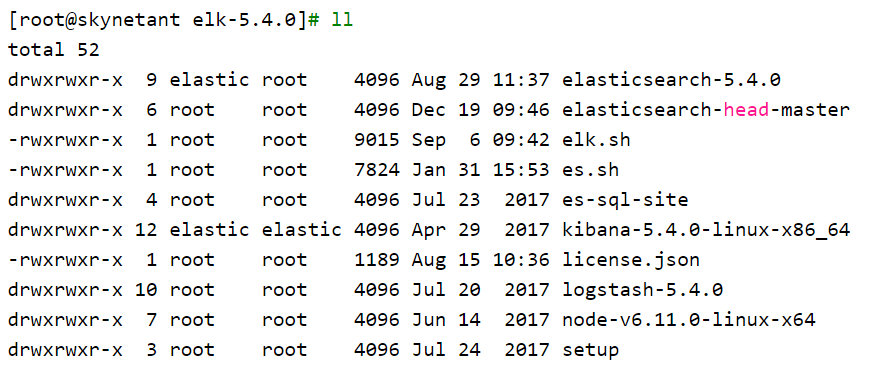 [root@skynetant elk-5.4.0]# ll
total 52
drwxrwxr-x  9 elastic root    4096 Aug 29 11:37 elasticsearch-5.4.0
drwxrwxr-x  6 root    root    4096 Dec 19 09:46 elasticsearch-head-master
-rwxrwxr-x  1 root    root    9015 Sep  6 09:42 elk.sh
-rwxrwxr-x  1 root    root    7824 Jan 31 15:53 es.sh
drwxrwxr-x  4 root    root    4096 Jul 23  2017 es-sql-site
drwxrwxr-x 12 elastic elastic 4096 Apr 29  2017 kibana-5.4.0-linux-x86_64
-rwxrwxr-x  1 root    root    1189 Aug 15 10:36 license.json
drwxrwxr-x 10 root    root    4096 Jul 20  2017 logstash-5.4.0
drwxrwxr-x  7 root    root    4096 Jun 14  2017 node-v6.11.0-linux-x64
drwxrwxr-x  3 root    root    4096 Jul 24  2017 setup